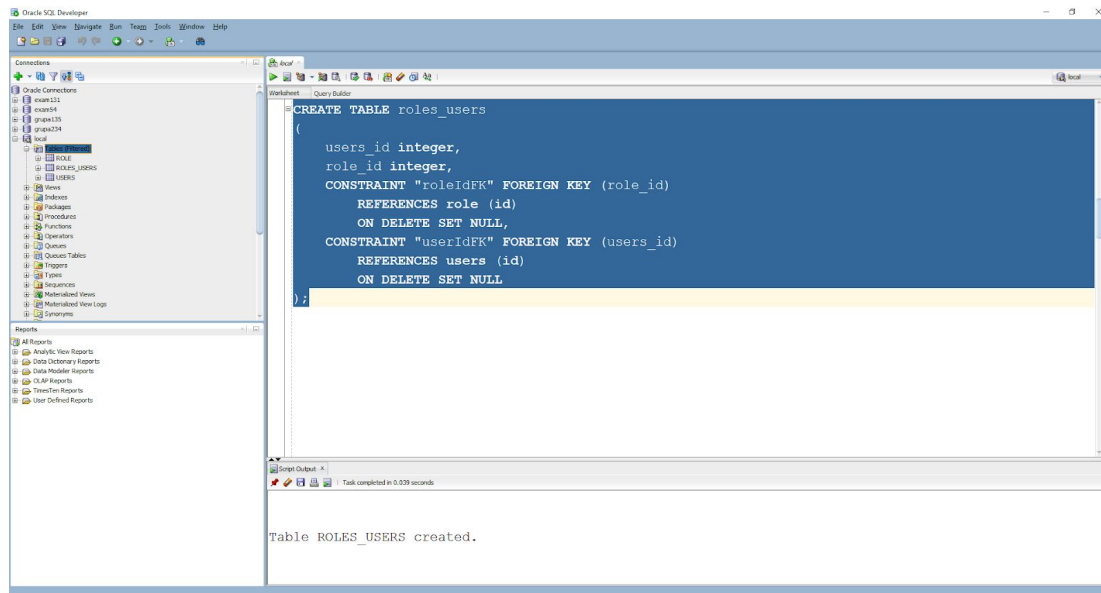 Oracle SQL Developer
File Edit View Navigate Run Team Tools Window Help
Connections
Oracle Connections
exam131
exam54
grupa135
grupa234
local
Tables (Filtered)
ROLE
ROLES_USERS
USERS
Views
Indexes
Packages
Procedures
Functions
Operators
Queues
Queues Tables
Triggers
Types
Sequences
Materialized Views
Materialized View Logs
Synonyms
Reports
All Reports
Analytic View Reports
Data Dictionary Reports
Data Modeler Reports
OLAP Reports
TimesTen Reports
User Defined Reports
local
local
Worksheet Query Builder
CREATE TABLE roles_users
(
users_id integer,
role_id integer,
CONSTRAINT "roleIdFK" FOREIGN KEY (role_id)
REFERENCES role (id)
ON DELETE SET NULL,
CONSTRAINT "userIdFK" FOREIGN KEY (users_id)
REFERENCES users (id)
ON DELETE SET NULL
);
Script Output x
Task completed in 0.039 seconds
Table ROLES_USERS created.